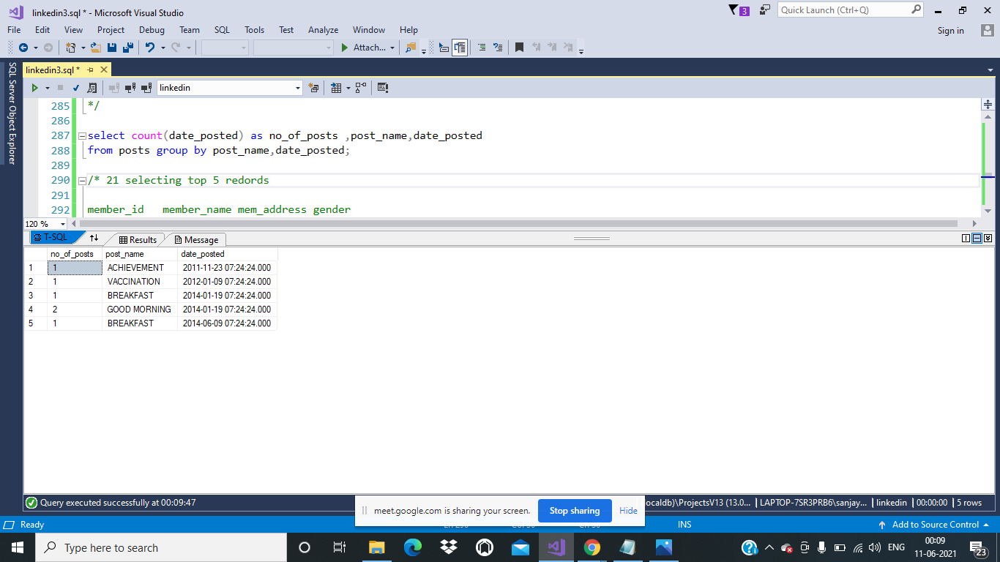 linkedin3.sql * - Microsoft Visual Studio
3
Quick Launch (Ctrl+Q)
File Edit View Project Debug Team SQL Tools Test Analyze Window Help
Sign in
Attach...
SQL Server Object Explorer
linkedin3.sql *
linkedin
285 */
286
287 select count(date_posted) as no_of_posts ,post_name,date_posted
288 from posts group by post_name,date_posted;
289
290 /* 21 selecting top 5 redords
291
292 member_id member_name mem_address gender
120 %
T-SQL Results Message
no_of_posts post_name date_posted
1 1 ACHIEVEMENT 2011-11-23 07:24:24.000
2 1 VACCINATION 2012-01-09 07:24:24.000
3 1 BREAKFAST 2014-01-19 07:24:24.000
4 2 GOOD MORNING 2014-01-19 07:24:24.000
5 1 BREAKFAST 2014-06-09 07:24:24.000
Query executed successfully at 00:09:47
ocaldb)\ProjectsV13 (13.0... | LAPTOP-7SR3PRB6\sanjay... | linkedin | 00:00:00 | 5 rows
meet.google.com is sharing your screen. Stop sharing Hide
Ready
INS
Add to Source Control
Type here to search
ENG
00:09
11-06-2021
23